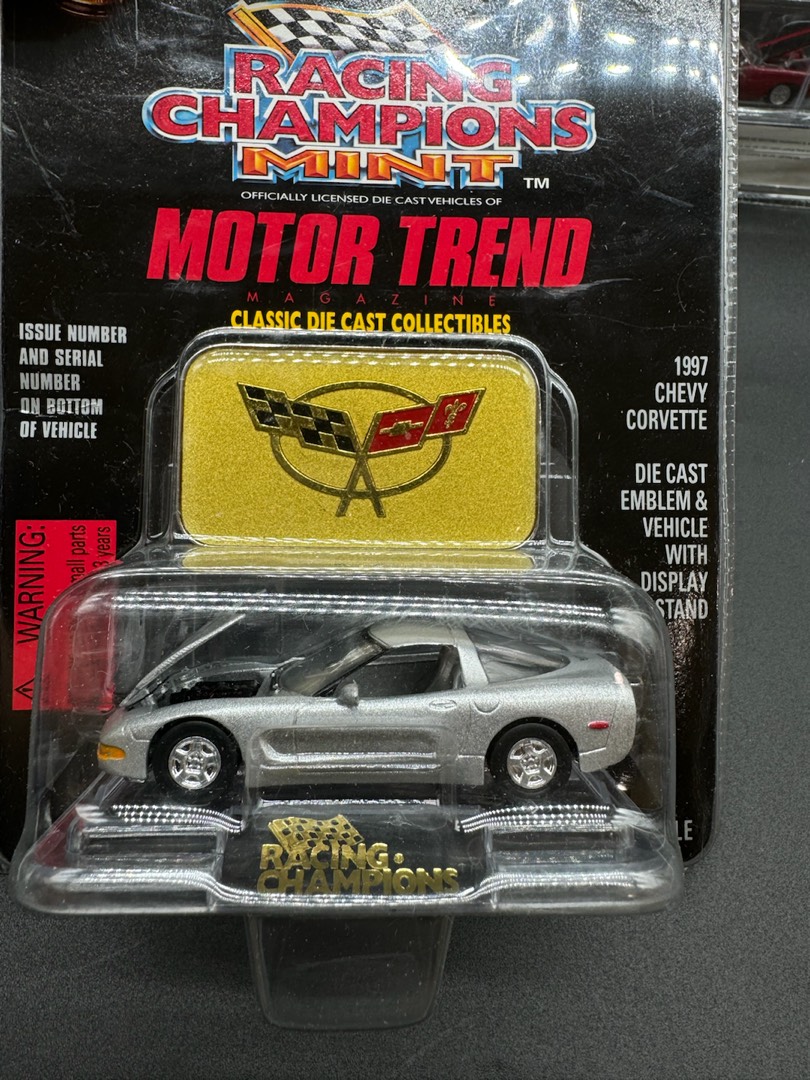 RACING
CHAMPIONS
MINT TM
OFFICIALLY LICENSED DIE CAST VEHICLES OF
MOTOR TREND
MAGAZINE
CLASSIC DIE CAST COLLECTIBLES
ISSUE NUMBER
AND SERIAL
NUMBER
ON BOTTOM
OF VEHICLE
1997
CHEVY
CORVETTE
DIE CAST
EMBLEM &
VEHICLE
WITH
DISPLAY
STAND
WARNING:
parts
3 years
RACING
CHAMPIONS